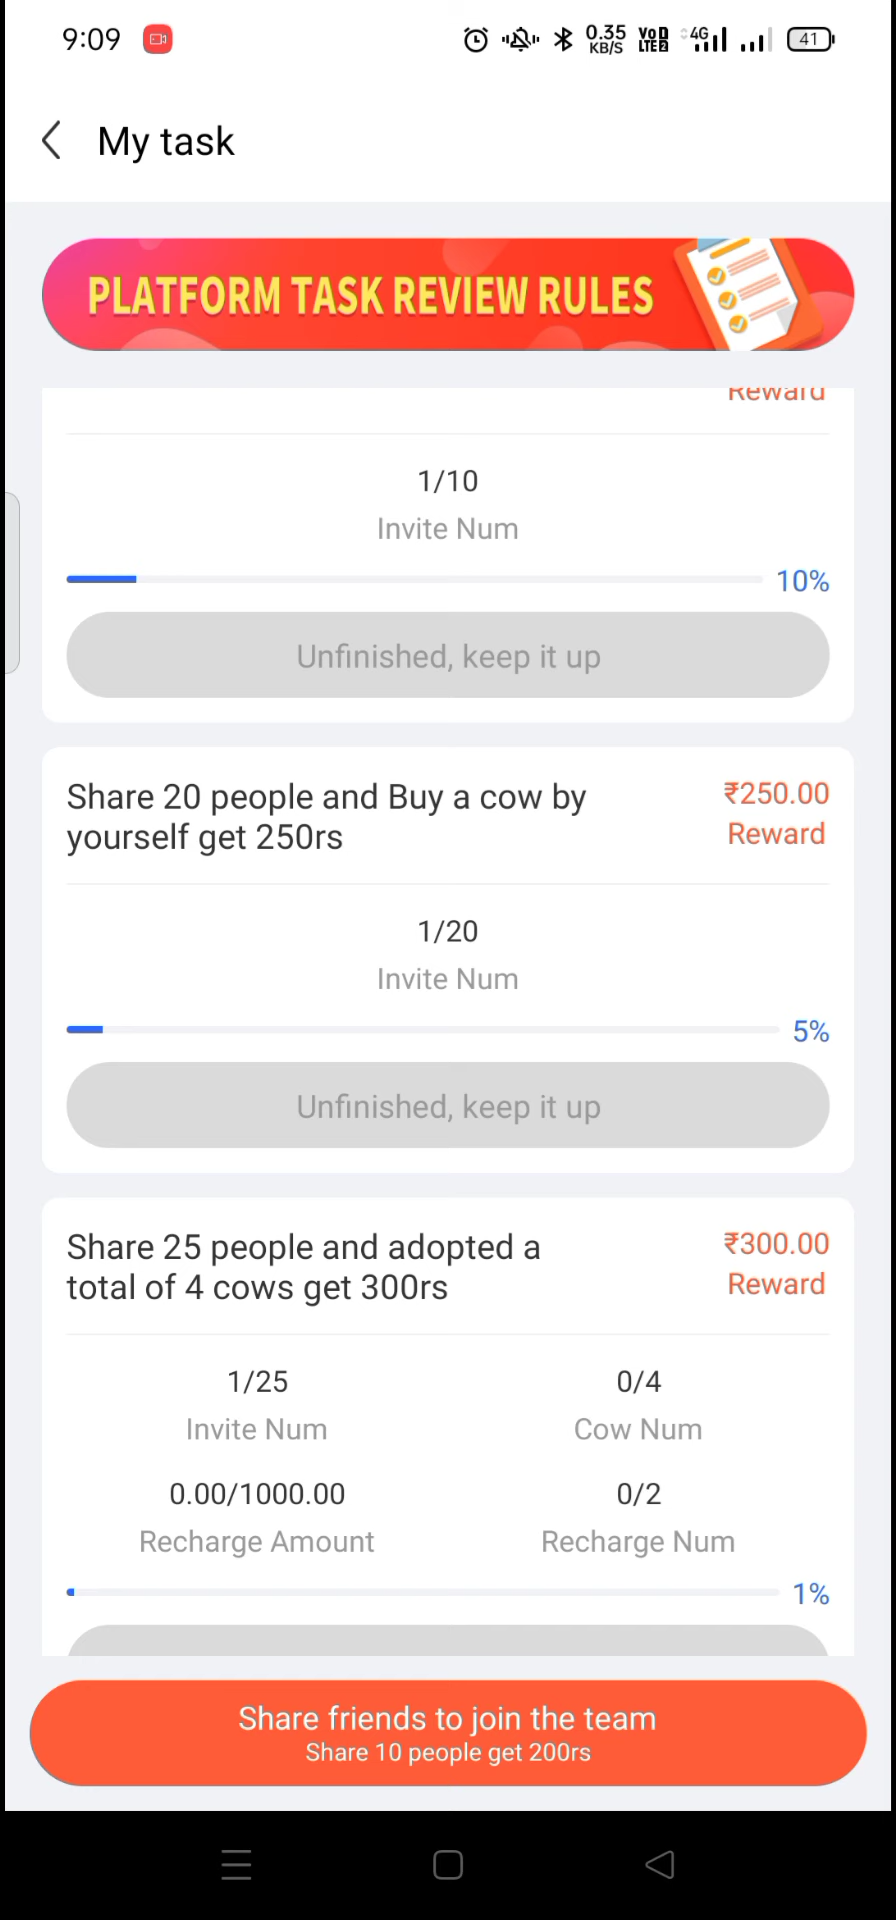 9:09
0.35
KB/S
VoD
LTE2
4G
41
My task
PLATFORM TASK REVIEW RULES
Reward
1/10
Invite Num
10%
Unfinished, keep it up
Share 20 people and Buy a cow by
yourself get 250rs
₹250.00
Reward
1/20
Invite Num
5%
Unfinished, keep it up
Share 25 people and adopted a
total of 4 cows get 300rs
₹300.00
Reward
1/25
0/4
Invite Num
Cow Num
0.00/1000.00
0/2
Recharge Amount
Recharge Num
1%
Share friends to join the team
Share 10 people get 200rs